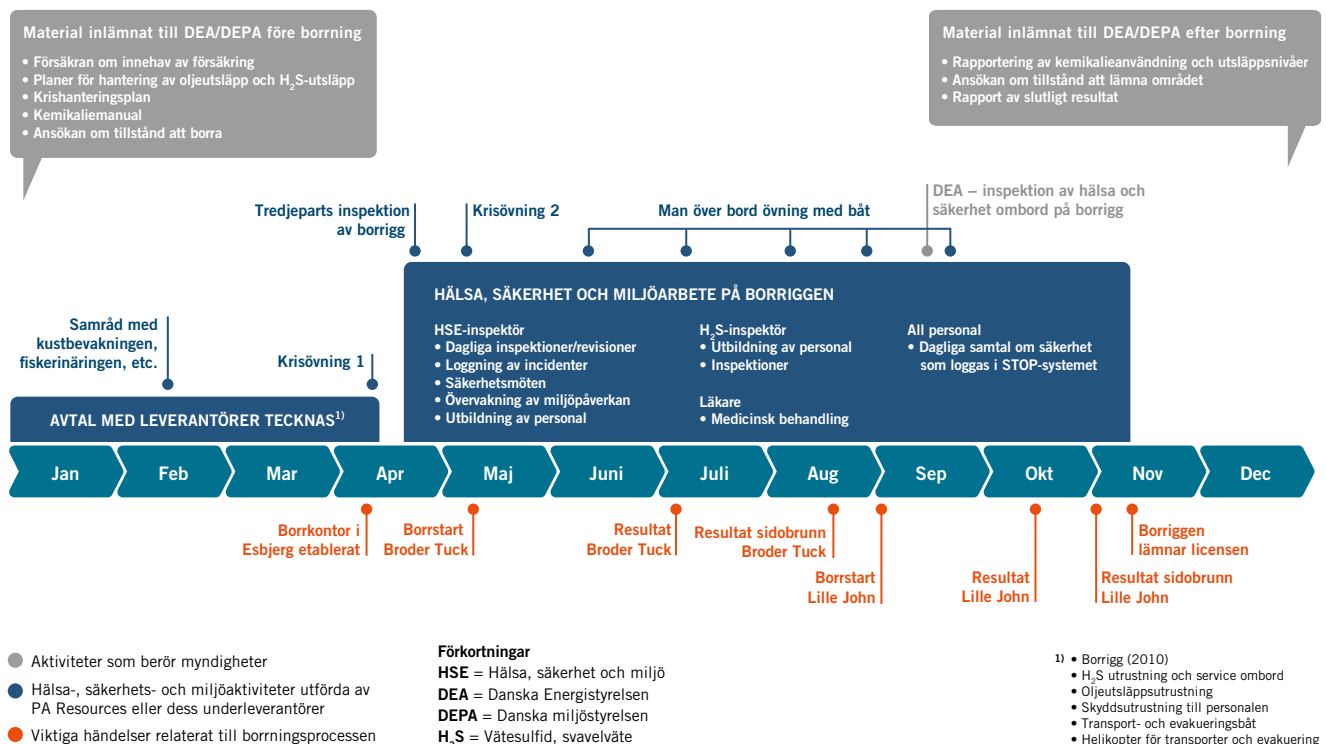 Material inlämnat till DEA/DEPA före borrning
• Försäkran om innehav av försäkring
• Planer för hantering av oljeutsläpp och H₂S-utsläpp
• Krishanteringsplan
• Kemikaliemanual
• Ansökan om tillstånd att borra
Material inlämnat till DEA/DEPA efter borrning
• Rapportering av kemikalieanvändning och utsläppsnivåer
• Ansökan om tillstånd att lämna området
• Rapport av slutligt resultat
Tredjeparts inspektion
av borrigg
Krisövning 2
Man över bord övning med båt
DEA – inspektion av hälsa och
säkerhet ombord på borrigg
Samråd med
kustbevakningen,
fiskerinäringen, etc.
Krisövning 1
AVTAL MED LEVERANTÖRER TECKNAS¹⁾
HÄLSA, SÄKERHET OCH MILJÖARBETE PÅ BORRIGGEN
HSE-inspektör
• Dagliga inspektioner/revisioner
• Loggning av incidenter
• Säkerhetsmöten
• Övervakning av miljöpåverkan
• Utbildning av personal
H₂S-inspektör
• Utbildning av personal
• Inspektioner
Läkare
• Medicinsk behandling
All personal
• Dagliga samtal om säkerhet
som loggas i STOP-systemet
Jan
Feb
Mar
Apr
Maj
Juni
Juli
Aug
Sep
Okt
Nov
Dec
Borrkontor i
Esbjerg etablerat
Borrstart
Broder Tuck
Resultat
Broder Tuck
Resultat sidobrunn
Broder Tuck
Borrstart
Lille John
Resultat
Lille John
Resultat sidobrunn
Lille John
Borriggen
lämnar licensen
Aktiviteter som berör myndigheter
Hälsa-, säkerhets- och miljöaktiviteter utförda av
PA Resources eller dess underleverantörer
Viktiga händelser relaterat till borrningsprocessen
Förkortningar
HSE = Hälsa, säkerhet och miljö
DEA = Danska Energistyrelsen
DEPA = Danska miljöstyrelsen
H₂S = Vätesulfid, svavelväte
¹⁾ • Borrigg (2010)
• H₂S utrustning och service ombord
• Oljeutsläppsutrustning
• Skyddsutrustning till personalen
• Transport- och evakueringsbåt
• Helikopter för transporter och evakuering